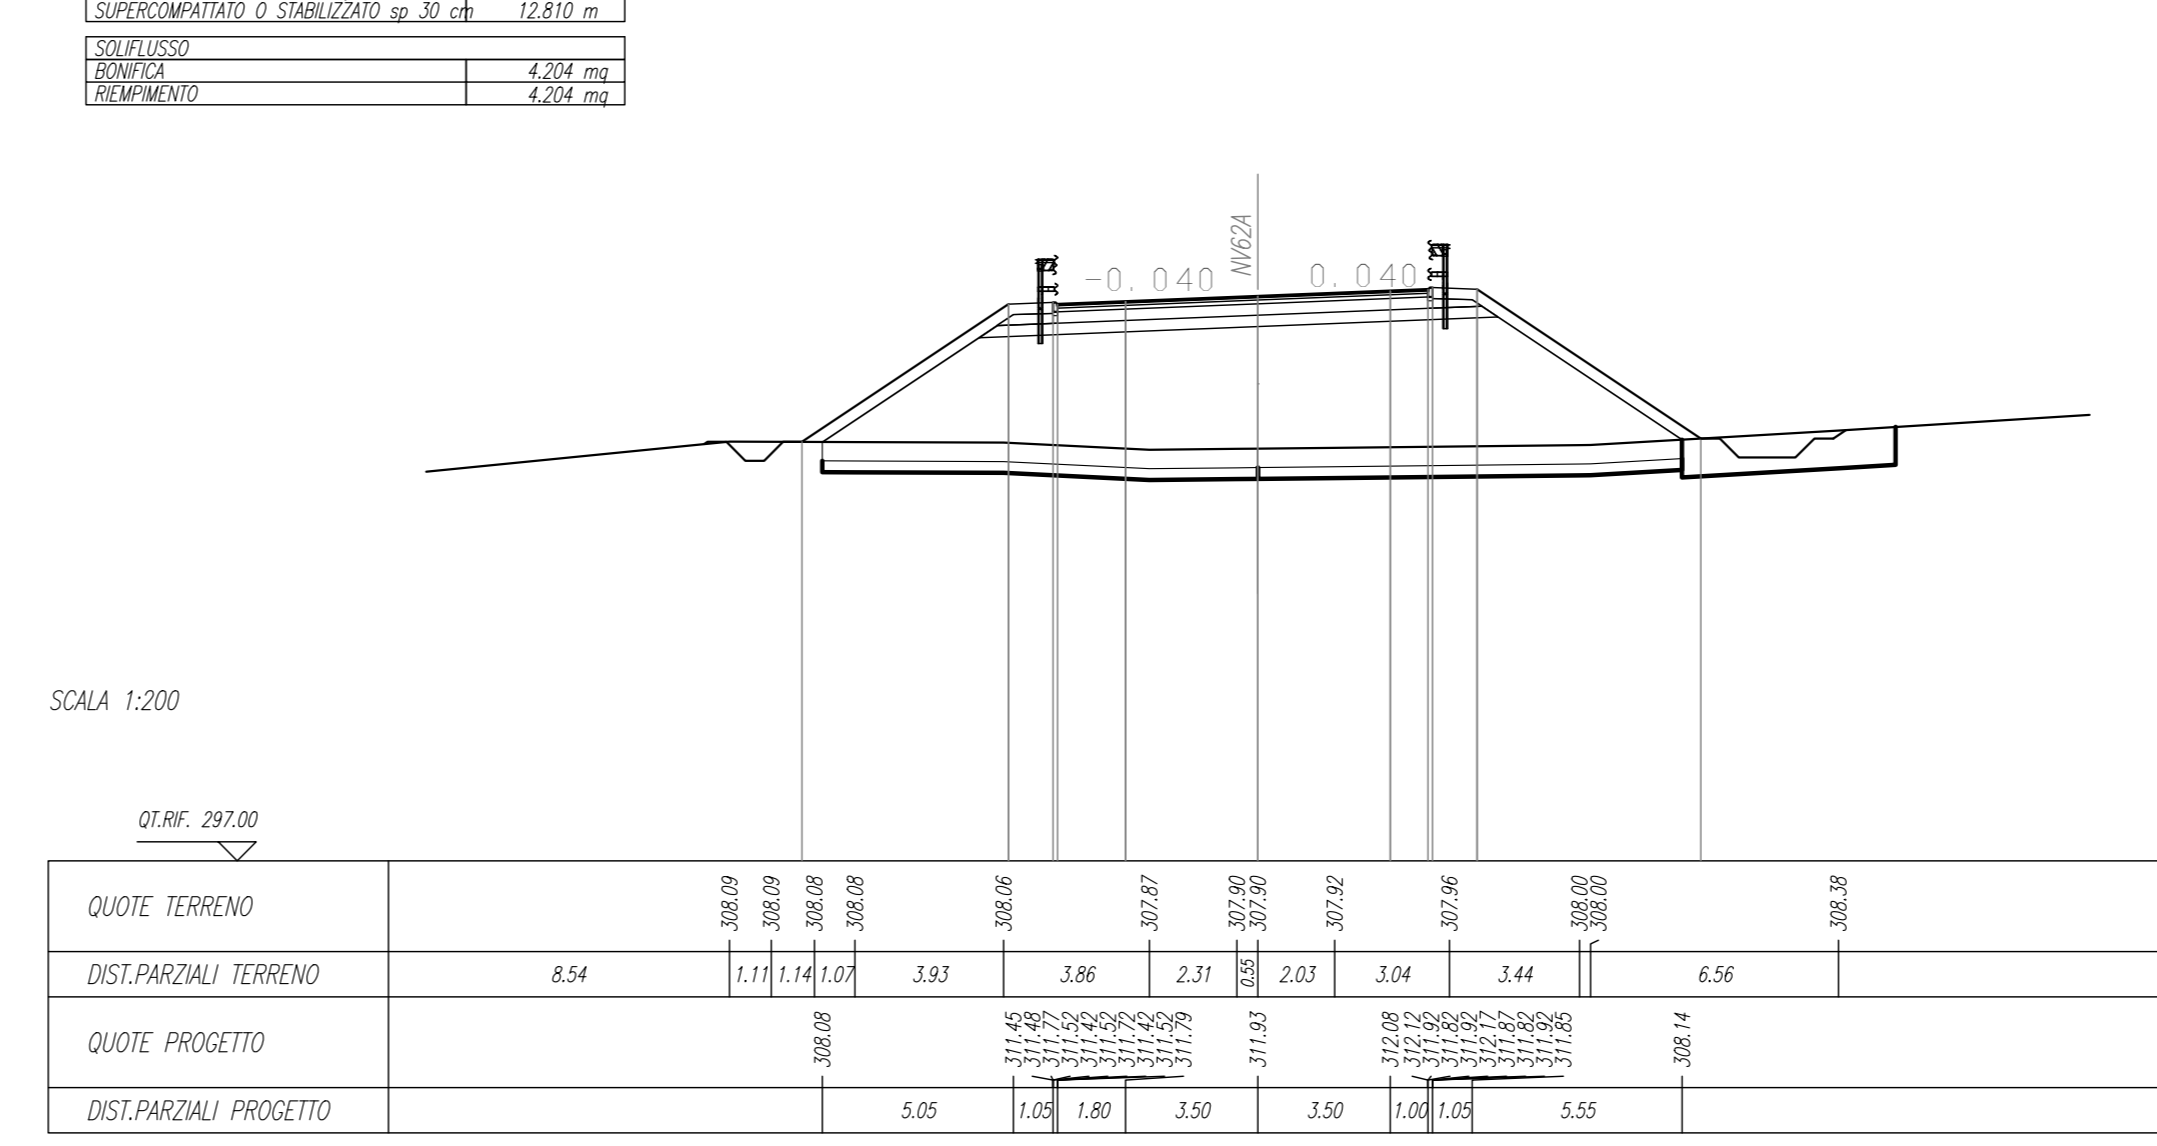 SUPERCOMPATTATO O STABILIZZATO sp 30 cm 12.810 m
SOLIFLUSSO
BONIFICA 4.204 mq
RIEMPIMENTO 4.204 mq
NV62A
-0.040 0.040
SCALA 1:200
QT.RIF. 297.00
QUOTE TERRENO 308.09 308.09 308.08 308.08 308.06 307.87 307.90 307.90 307.92 307.96 308.00 308.00 308.38
DIST.PARZIALI TERRENO 8.54 1.11 1.14 1.07 3.93 3.86 2.31 0.55 2.03 3.04 3.44 6.56
QUOTE PROGETTO 308.08 311.45 311.48 311.77 311.52 311.42 311.52 311.72 311.42 311.52 311.79 311.93 312.08 312.12 311.92 311.82 311.92 312.17 311.87 311.82 311.92 311.85 308.14
DIST.PARZIALI PROGETTO 5.05 1.05 1.80 3.50 3.50 1.00 1.05 5.55